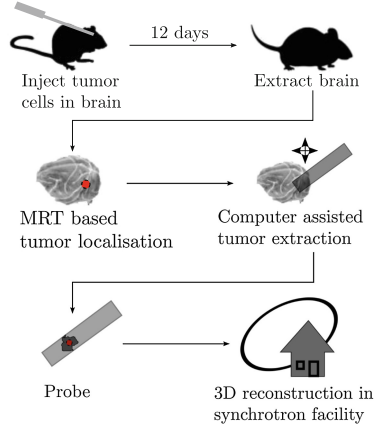 12 days
Inject tumor
cells in brain
Extract brain
MRT based
tumor localisation
Computer assisted
tumor extraction
Probe
3D reconstruction in
synchrotron facility